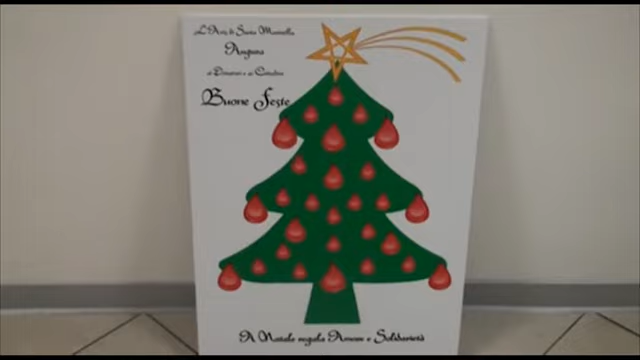 L'Avis di Santa Marinella
Augura
ai Donatori e ai Cittadini
Buone Feste
A Natale regala Amore e Solidarietà